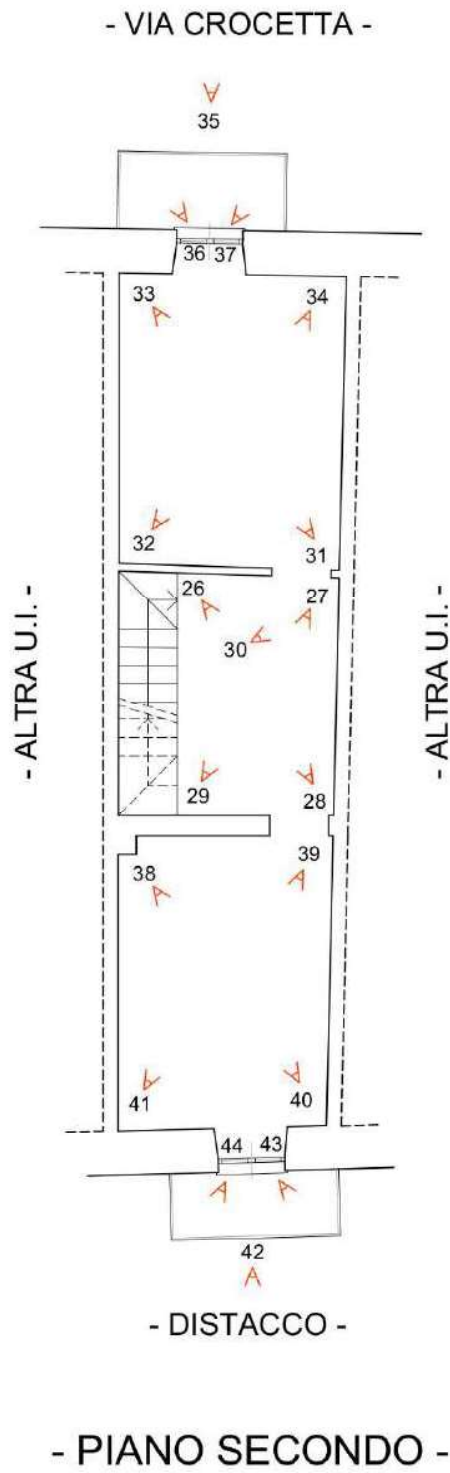 - VIA CROCETTA -
35
36 37
33 34
32 31
26 27
30
29 28
- ALTRA U.I. -
- ALTRA U.I. -
39
38
41 40
44 43
42
- DISTACCO -
- PIANO SECONDO -